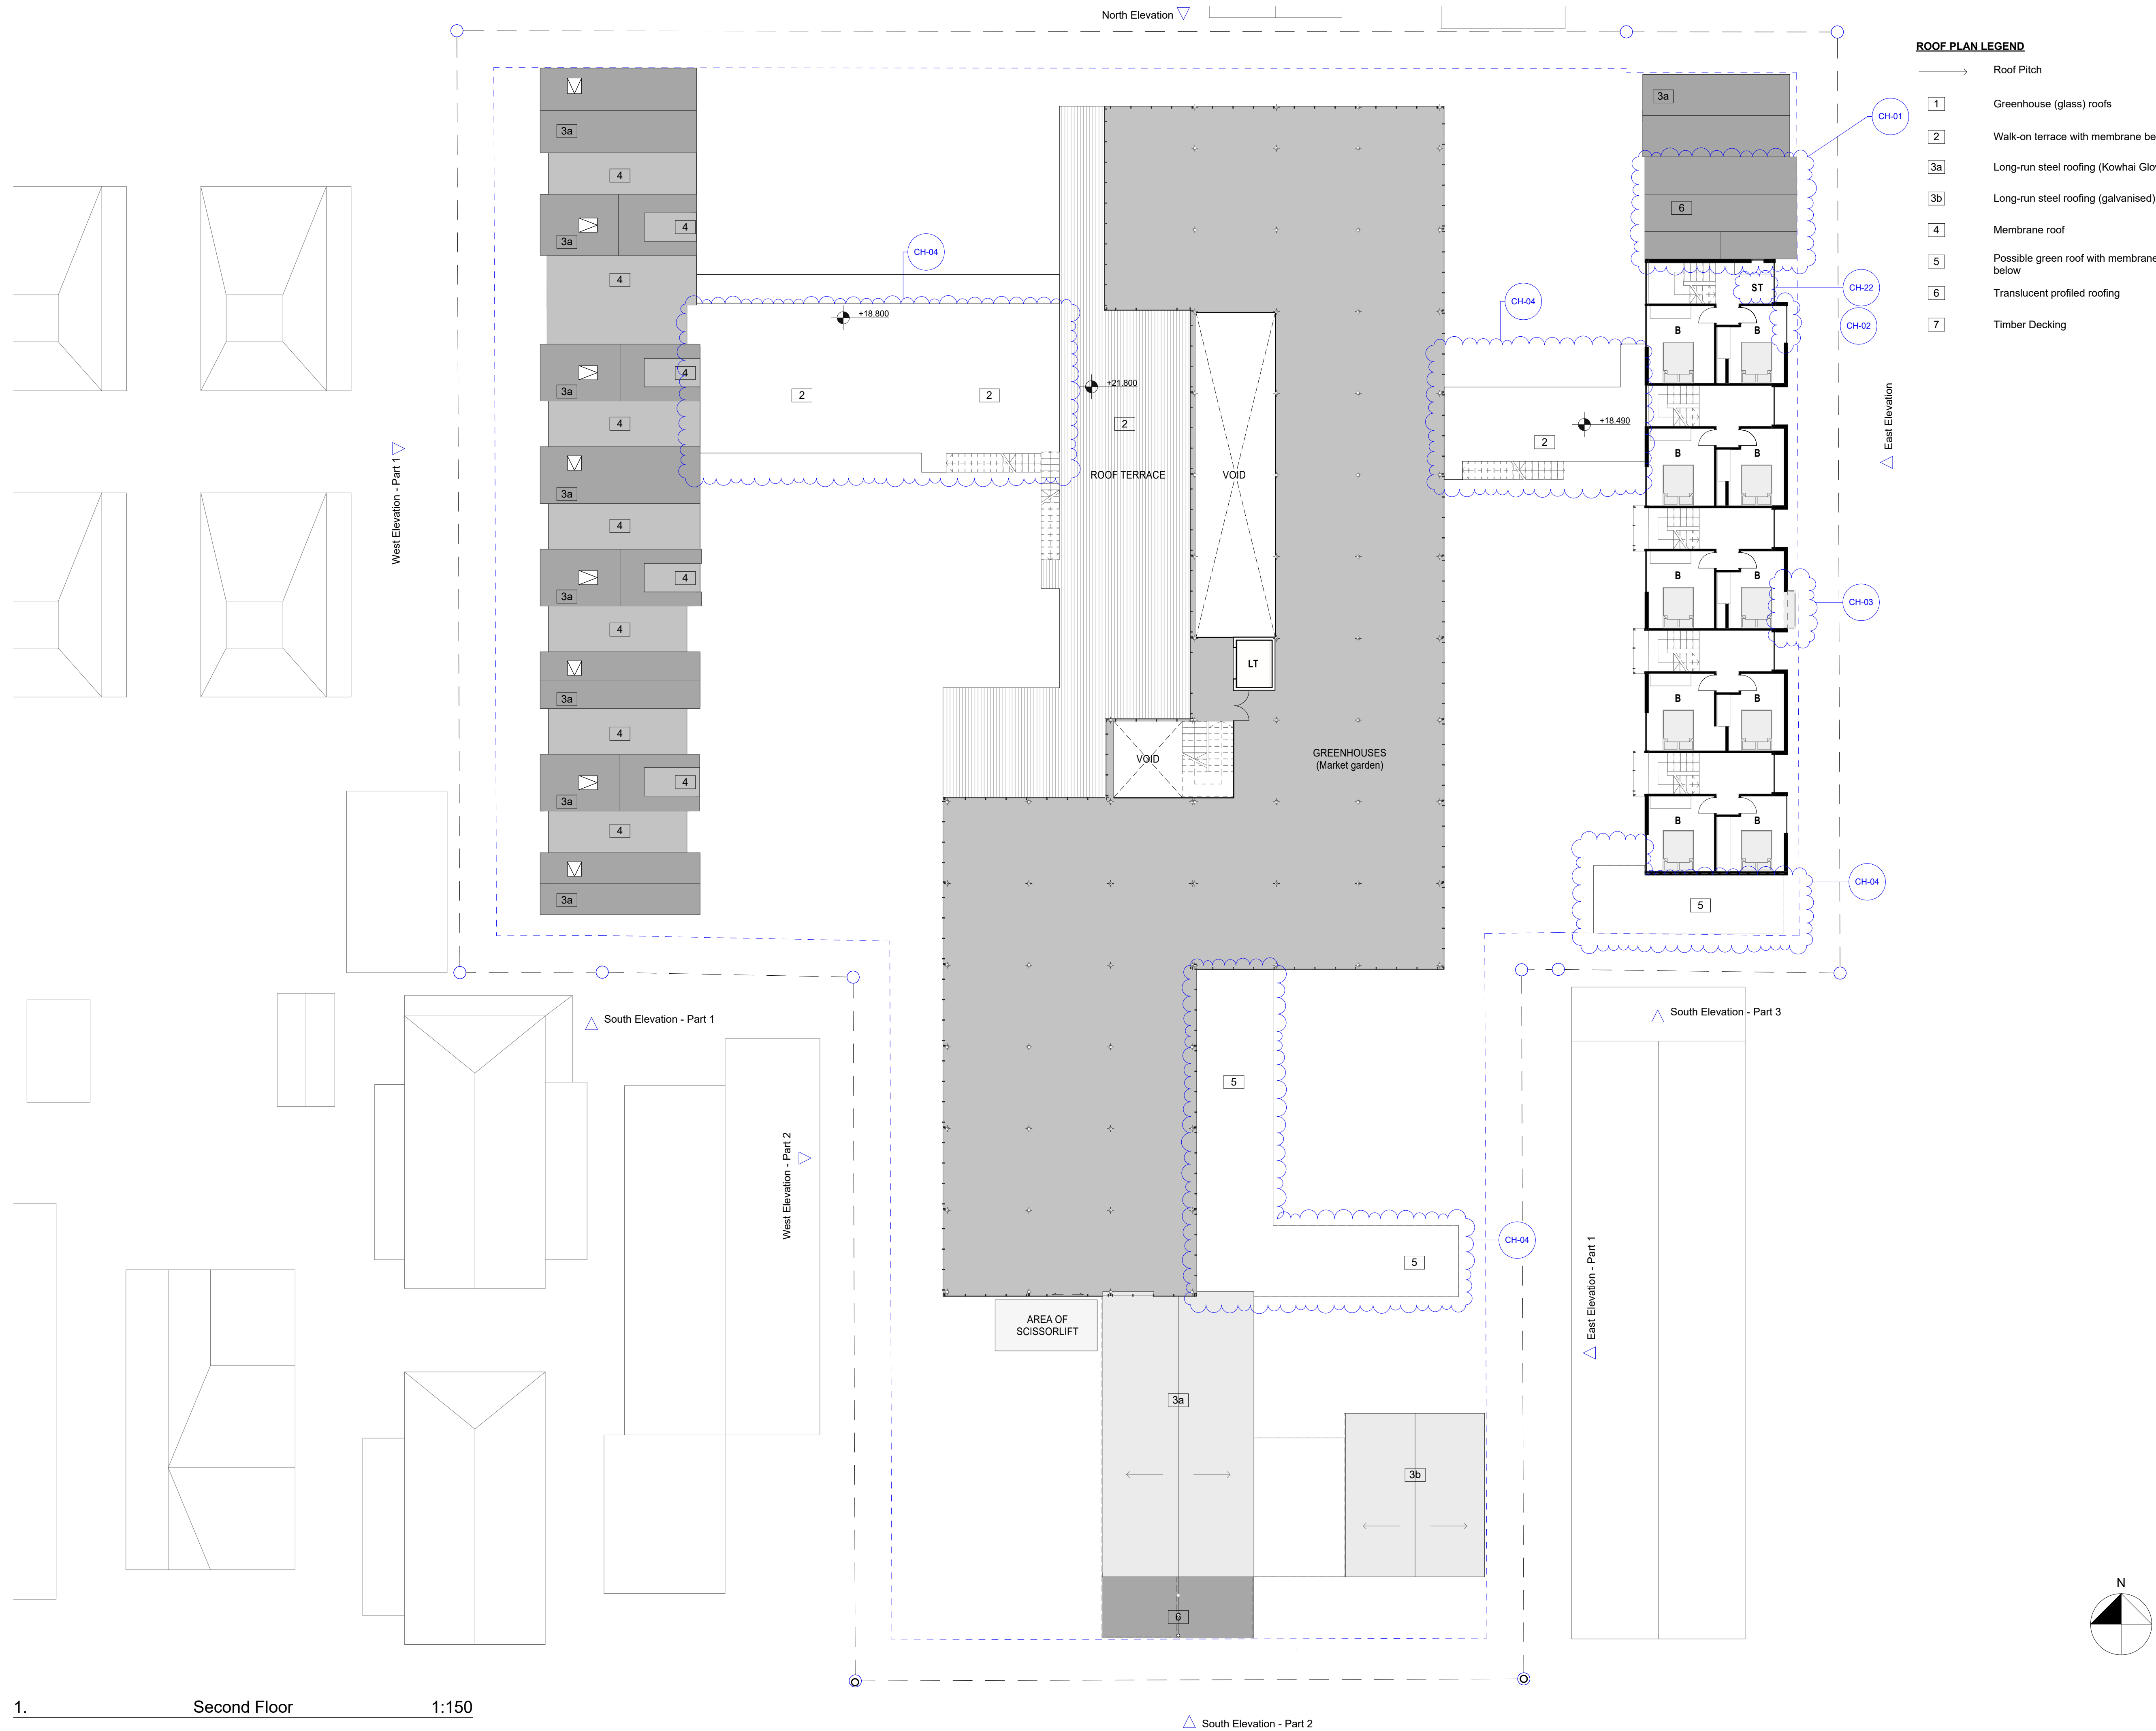 North Elevation
ROOF PLAN LEGEND
Roof Pitch
1 Greenhouse (glass) roofs
2 Walk-on terrace with membrane be
3a Long-run steel roofing (Kowhai Glo
3b Long-run steel roofing (galvanised)
4 Membrane roof
5 Possible green roof with membrane
below
6 Translucent profiled roofing
7 Timber Decking
3a
CH-01
3a
4
6
4
3a
CH-04
4
ST
CH-22
CH-04
+18.800
B
B
CH-02
4
+21.800
3a
2
2
2
4
+18.490
East Elevation
2
West Elevation - Part 1
B
B
ROOF TERRACE
VOID
3a
4
4
B
B
3a
CH-03
4
LT
3a
B
B
4
VOID
GREENHOUSES
(Market garden)
4
3a
B
B
4
CH-04
3a
5
South Elevation - Part 1
South Elevation - Part 3
5
West Elevation - Part 2
CH-04
5
East Elevation - Part 1
AREA OF
SCISSORLIFT
3a
3b
N
6
1. Second Floor 1:150
South Elevation - Part 2